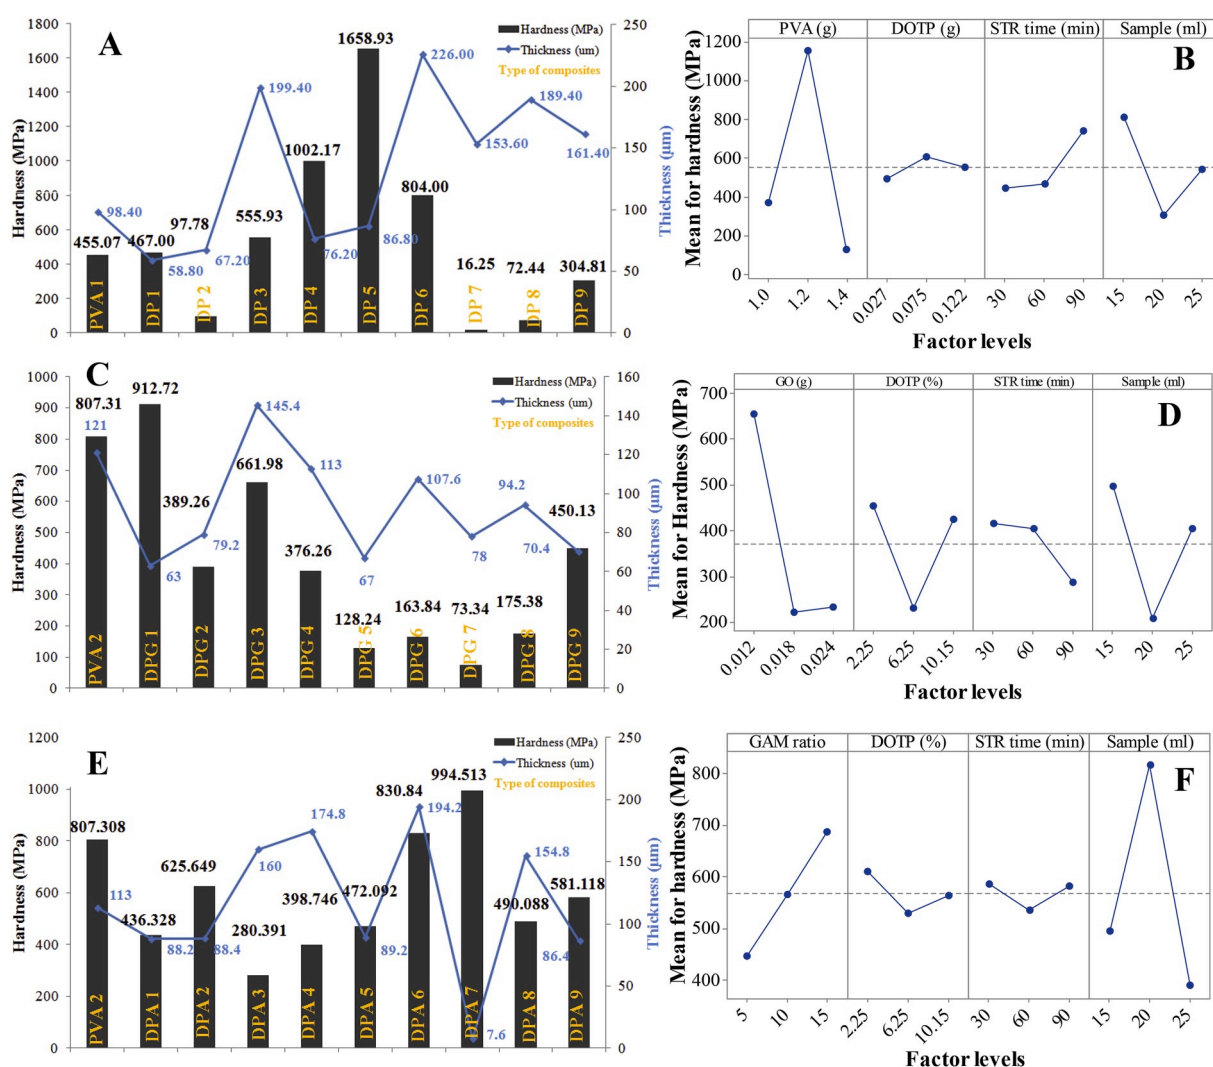 A
Hardness (MPa)
Thickness (um)
Type of composites
1800
1600
1400
1200
1000
800
600
400
200
0
Hardness (MPa)
250
200
150
100
50
0
Thickness (µm)
455.07
467.00
97.78
555.93
1002.17
1658.93
804.00
16.25
72.44
304.81
98.40
58.80
67.20
199.40
76.20
86.80
226.00
153.60
189.40
161.40
PVA 1
DP 1
DP 2
DP 3
DP 4
DP 5
DP 6
DP 7
DP 8
DP 9
B
PVA (g)
DOTP (g)
STR time (min)
Sample (ml)
Mean for hardness (MPa)
1200
1000
800
600
400
200
0
1.0
1.2
1.4
0.027
0.075
0.122
30
60
90
15
20
25
Factor levels
C
Hardness (MPa)
Thickness (um)
Type of composites
1000
900
800
700
600
500
400
300
200
100
0
Hardness (MPa)
160
140
120
100
80
60
40
20
0
Thickness (µm)
807.31
912.72
389.26
661.98
376.26
128.24
163.84
73.34
175.38
450.13
121
63
79.2
145.4
113
67
107.6
78
94.2
70.4
PVA 2
DPG 1
DPG 2
DPG 3
DPG 4
DPG 5
DPG 6
DPG 7
DPG 8
DPG 9
D
GO (g)
DOTP (%)
STR time (min)
Sample (ml)
Mean for Hardness (MPa)
700
600
500
400
300
200
0.012
0.018
0.024
2.25
6.25
10.15
30
60
90
15
20
25
Factor levels
E
Hardness (MPa)
Thickness (um)
Type of composites
1200
1000
800
600
400
200
0
Hardness (MPa)
250
200
150
100
50
0
Thickness (µm)
807.308
436.328
625.649
280.391
398.746
472.092
830.84
994.513
490.088
581.118
113
88.2
88.4
160
174.8
89.2
194.2
7.6
154.8
86.4
PVA 2
DPA 1
DPA 2
DPA 3
DPA 4
DPA 5
DPA 6
DPA 7
DPA 8
DPA 9
F
GAM ratio
DOTP (%)
STR time (min)
Sample (ml)
Mean for hardness (MPa)
800
700
600
500
400
5
10
15
2.25
6.25
10.15
30
60
90
15
20
25
Factor levels